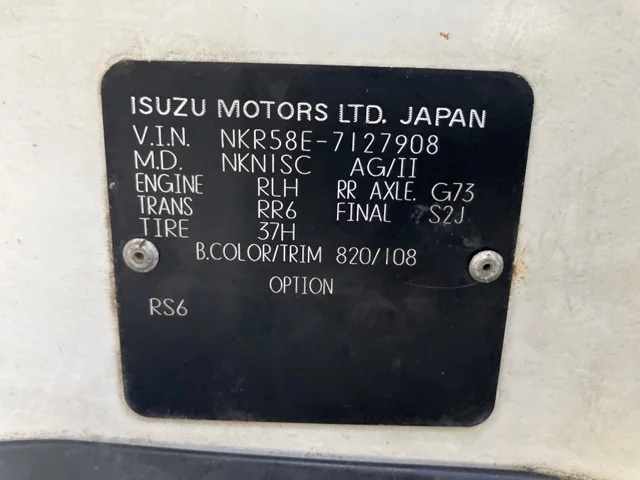 ISUZU MOTORS LTD. JAPAN
V.I.N. NKR58E-7127908
M.D. NKN1SC AG/II
ENGINE RLH RR AXLE. G73
TRANS RR6 FINAL S2J
TIRE 37H
B.COLOR/TRIM 820/108
OPTION
RS6